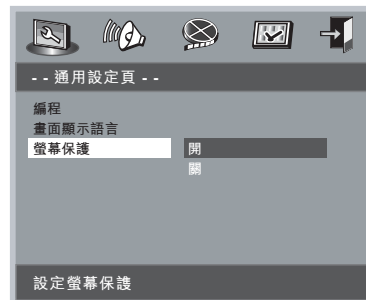 - - 通用設定頁 - -
編程
畫面顯示語言
螢幕保護 開
關
設定螢幕保護